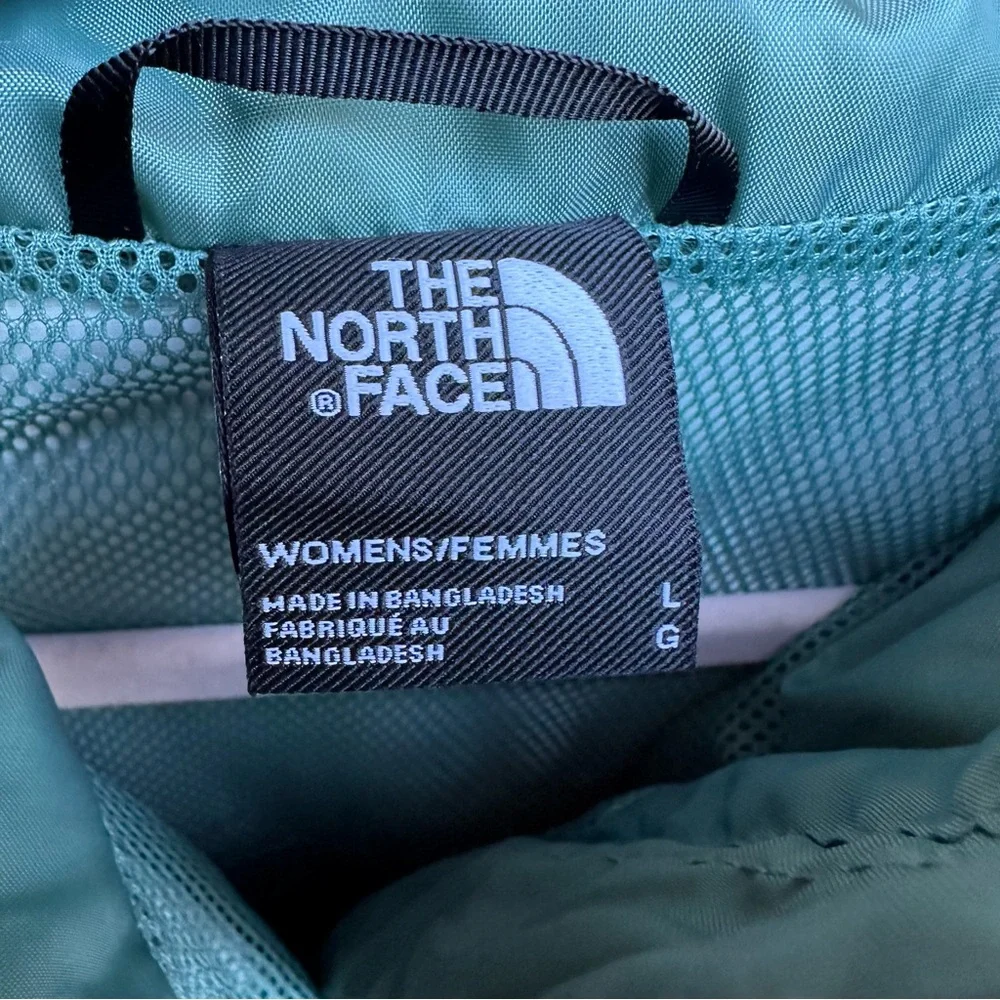 THE
NORTH
®FACE
WOMENS/FEMMES
MADE IN BANGLADESH
FABRIQUÉ AU
BANGLADESH
L
G